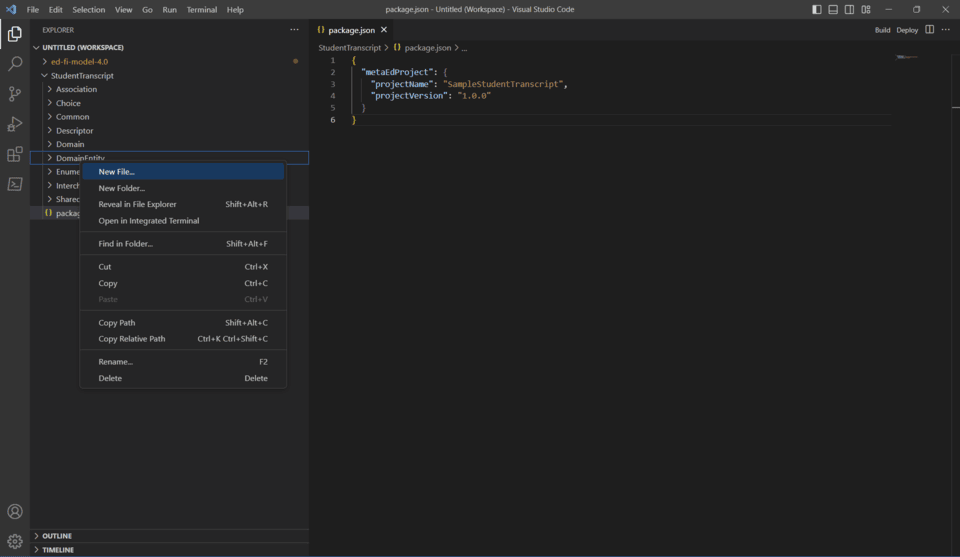 File Edit Selection View Go Run Terminal Help
package.json - Untitled (Workspace) - Visual Studio Code
EXPLORER
UNTITLED (WORKSPACE)
ed-fi-model-4.0
StudentTranscript
Association
Choice
Common
Descriptor
Domain
DomainEntity
Enume
Interch
Shared
{} packag
New File...
New Folder...
Reveal in File Explorer Shift+Alt+R
Open in Integrated Terminal
Find in Folder... Shift+Alt+F
Cut Ctrl+X
Copy Ctrl+C
Paste Ctrl+V
Copy Path Shift+Alt+C
Copy Relative Path Ctrl+K Ctrl+Shift+C
Rename... F2
Delete Delete
OUTLINE
TIMELINE
{} package.json
Build Deploy
StudentTranscript > {} package.json > ...
1 {
2 "metaEdProject": {
3 "projectName": "SampleStudentTranscript",
4 "projectVersion": "1.0.0"
5 }
6 }